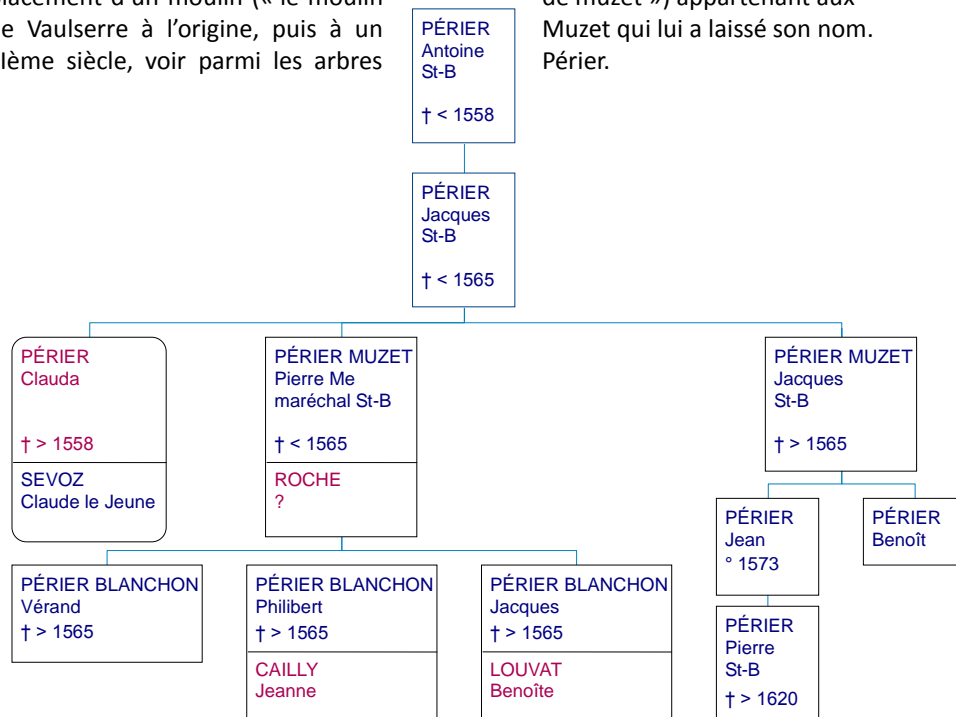 placement d'un moulin (« le moulin
e Vaulserre à l'origine, puis à un
Ième siècle, voir parmi les arbres
de muzet ») appartenant aux
Muzet qui lui a laissé son nom.
Périer.
PÉRIER
Antoine
St-B
† < 1558
PÉRIER
Jacques
St-B
† < 1565
PÉRIER
Clauda
† > 1558
SEVOZ
Claude le Jeune
PÉRIER MUZET
Pierre Me
maréchal St-B
† < 1565
ROCHE
?
PÉRIER MUZET
Jacques
St-B
† > 1565
PÉRIER BLANCHON
Vérand
† > 1565
PÉRIER BLANCHON
Philibert
† > 1565
CAILLY
Jeanne
PÉRIER BLANCHON
Jacques
† > 1565
LOUVAT
Benoîte
PÉRIER
Jean
° 1573
PÉRIER
Benoît
PÉRIER
Pierre
St-B
† > 1620